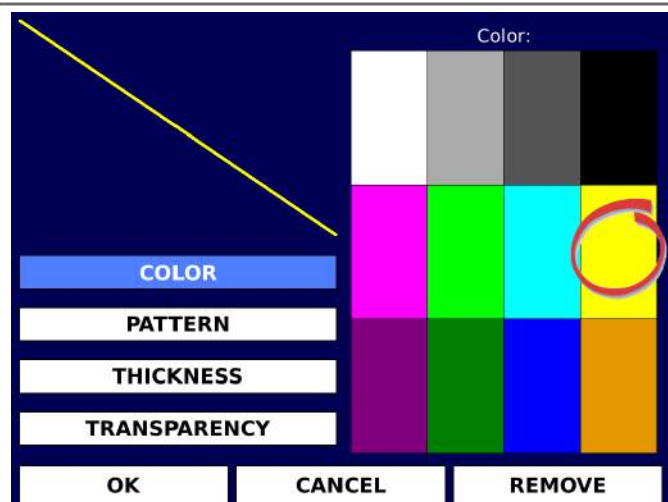 Color:
COLOR
PATTERN
THICKNESS
TRANSPARENCY
OK CANCEL REMOVE